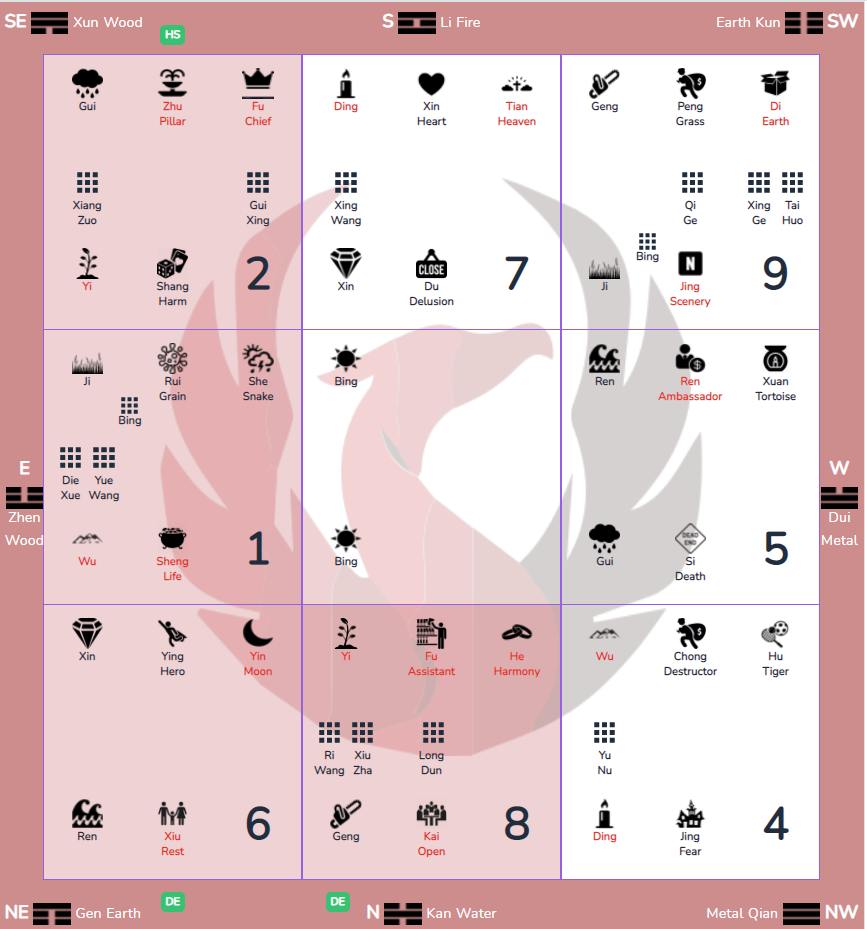 SE Xun Wood
HS
S Li Fire
Earth Kun SW
Gui
Zhu
Pillar
Fu
Chief
Xiang
Zuo
Gui
Xing
Yi
Shang
Harm
2
Ding
Xin
Heart
Tian
Heaven
Xing
Wang
Xin
CLOSE
Du
Delusion
7
Geng
Peng
Grass
Di
Earth
Qi
Ge
Xing
Ge
Tai
Huo
Bing
Ji
N
Jing
Scenery
9
E
Zhen
Wood
Ji
Rui
Grain
She
Snake
Bing
Die
Xue
Yue
Wang
Wu
Sheng
Life
1
Bing
Bing
Ren
Ren
Ambassador
A
Xuan
Tortoise
Gui
DEAD
END
Si
Death
5
W
Dui
Metal
Xin
Ying
Hero
Yin
Moon
Ren
Xiu
Rest
6
Yi
Fu
Assistant
He
Harmony
Ri
Wang
Xiu
Zha
Long
Dun
Geng
Kai
Open
8
Wu
Chong
Destructor
Hu
Tiger
Yu
Nu
Ding
Jing
Fear
4
NE Gen Earth
DE
DE
N Kan Water
Metal Qian NW